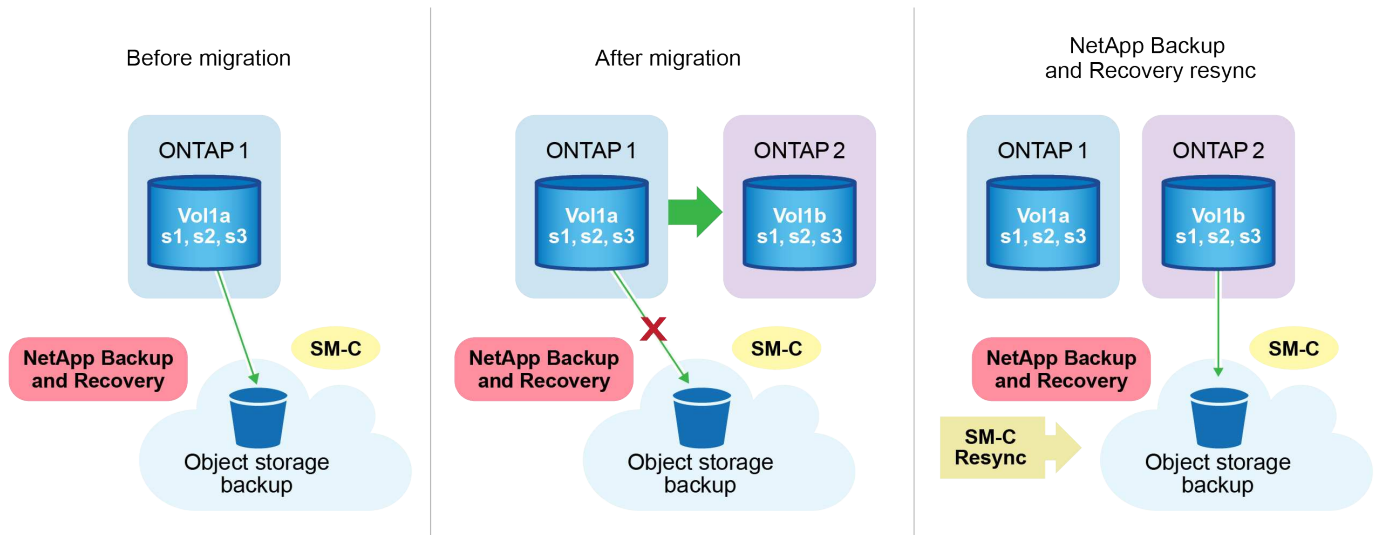 Before migration
ONTAP 1
Vol1a
s1, s2, s3
SM-C
NetApp Backup
and Recovery
Object storage
backup
After migration
ONTAP 1
ONTAP 2
Vol1a
s1, s2, s3
Vol1b
s1, s2, s3
X
SM-C
NetApp Backup
and Recovery
Object storage
backup
NetApp Backup
and Recovery resync
ONTAP 1
ONTAP 2
Vol1a
s1, s2, s3
Vol1b
s1, s2, s3
SM-C
NetApp Backup
and Recovery
SM-C
Resync
Object storage
backup